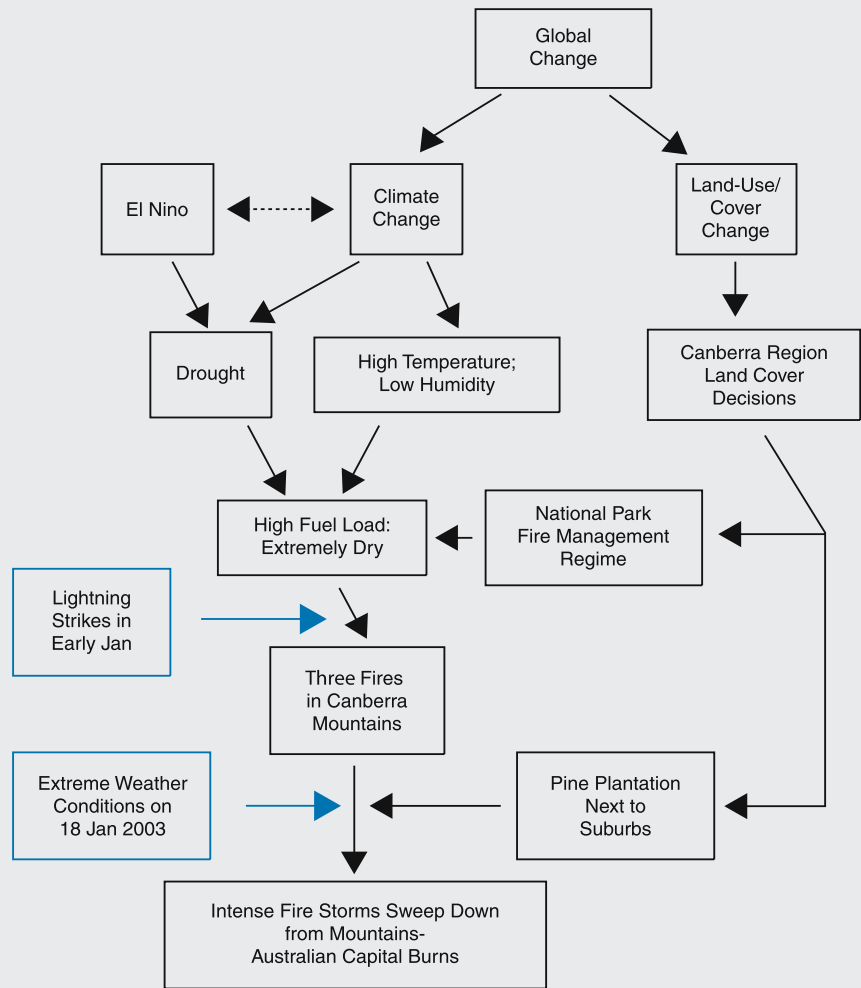 Global
Change
El Nino
Climate
Change
Land-Use/
Cover
Change
Drought
High Temperature;
Low Humidity
Canberra Region
Land Cover
Decisions
High Fuel Load:
Extremely Dry
National Park
Fire Management
Regime
Lightning
Strikes in
Early Jan
Three Fires
in Canberra
Mountains
Extreme Weather
Conditions on
18 Jan 2003
Pine Plantation
Next to
Suburbs
Intense Fire Storms Sweep Down
from Mountains-
Australian Capital Burns